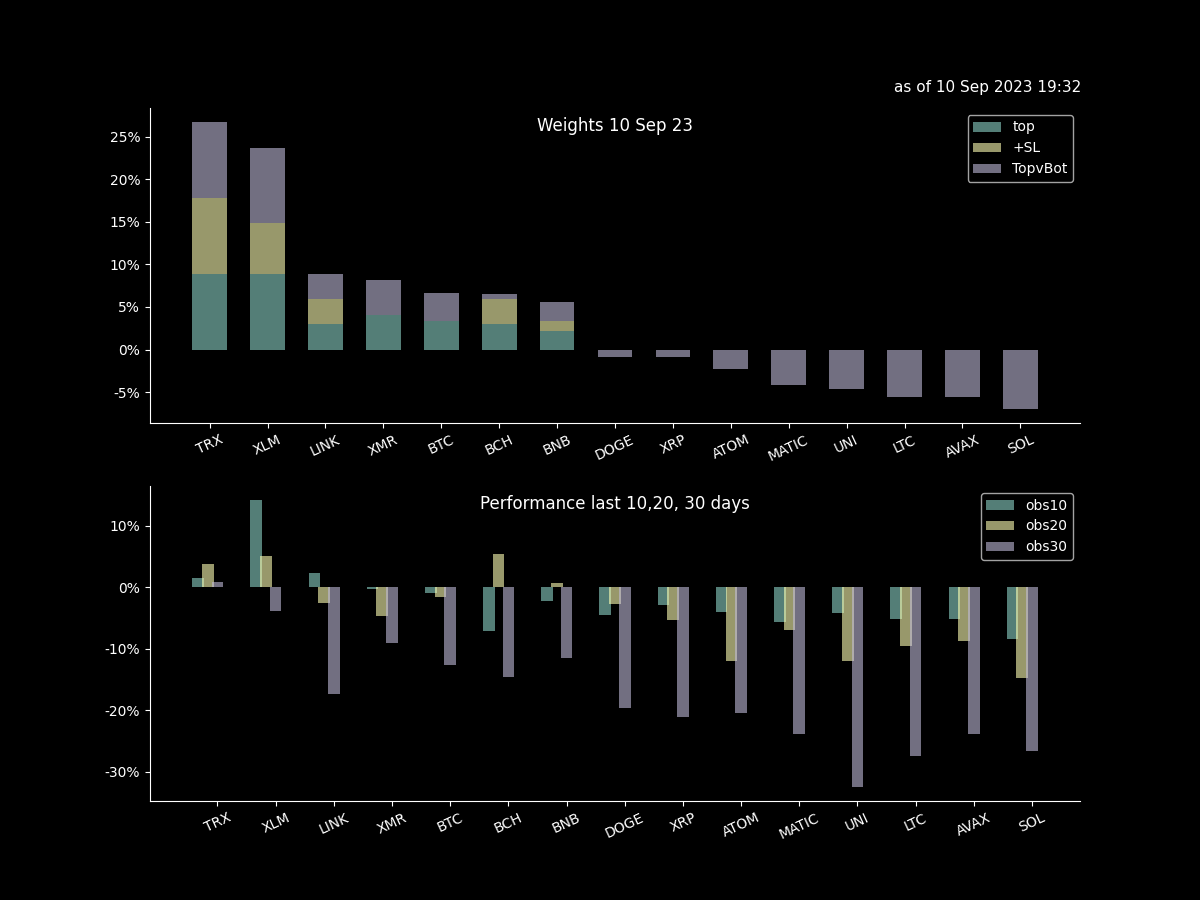 as of 10 Sep 2023 19:32
Weights 10 Sep 23
top
+SL
TopvBot
25%
20%
15%
10%
5%
0%
-5%
TRX XLM LINK XMR BTC BCH BNB DOGE XRP ATOM MATIC UNI LTC AVAX SOL
Performance last 10,20, 30 days
obs10
obs20
obs30
10%
0%
-10%
-20%
-30%
TRX XLM LINK XMR BTC BCH BNB DOGE XRP ATOM MATIC UNI LTC AVAX SOL